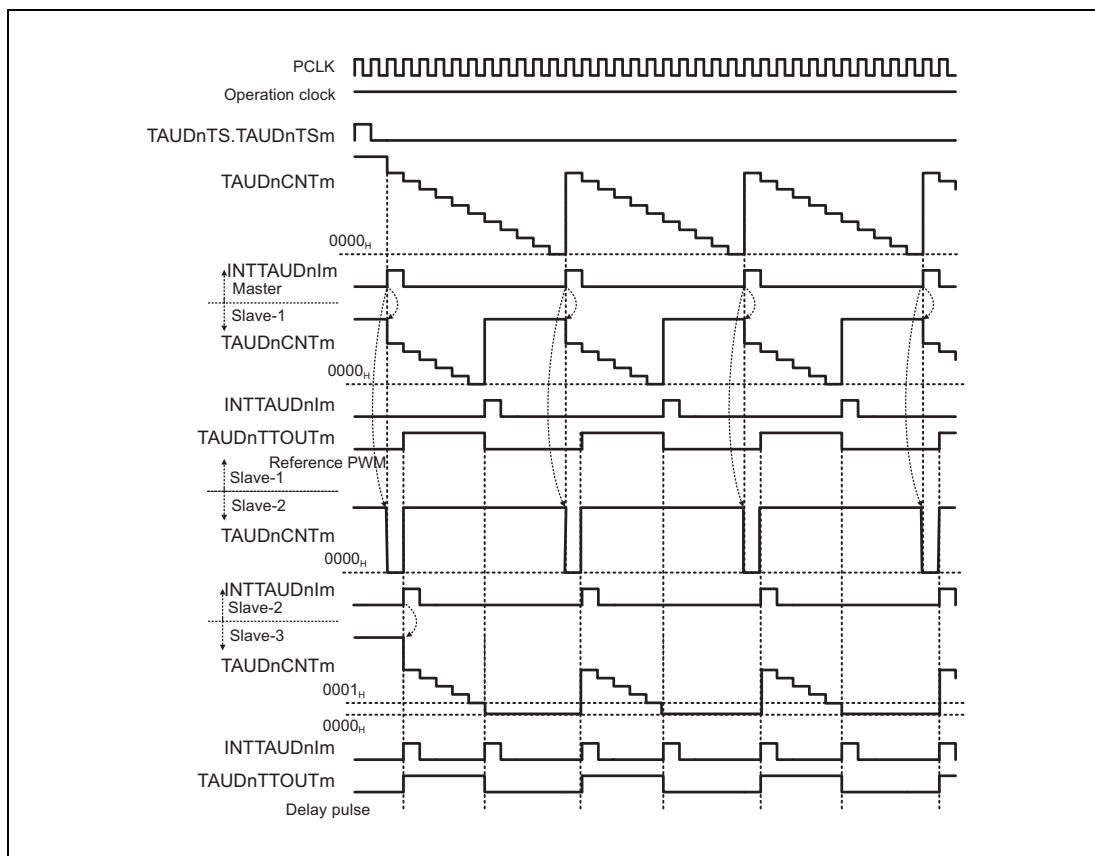 PCLK
Operation clock
TAUDnTS.TAUDnTSm
TAUDnCNTm
0000H
INTTAUDnIm
Master
Slave-1
TAUDnCNTm
0000H
INTTAUDnIm
TAUDnTTOUTm
Reference PWM
Slave-1
Slave-2
TAUDnCNTm
0000H
INTTAUDnIm
Slave-2
Slave-3
TAUDnCNTm
0001H
0000H
INTTAUDnIm
TAUDnTTOUTm
Delay pulse